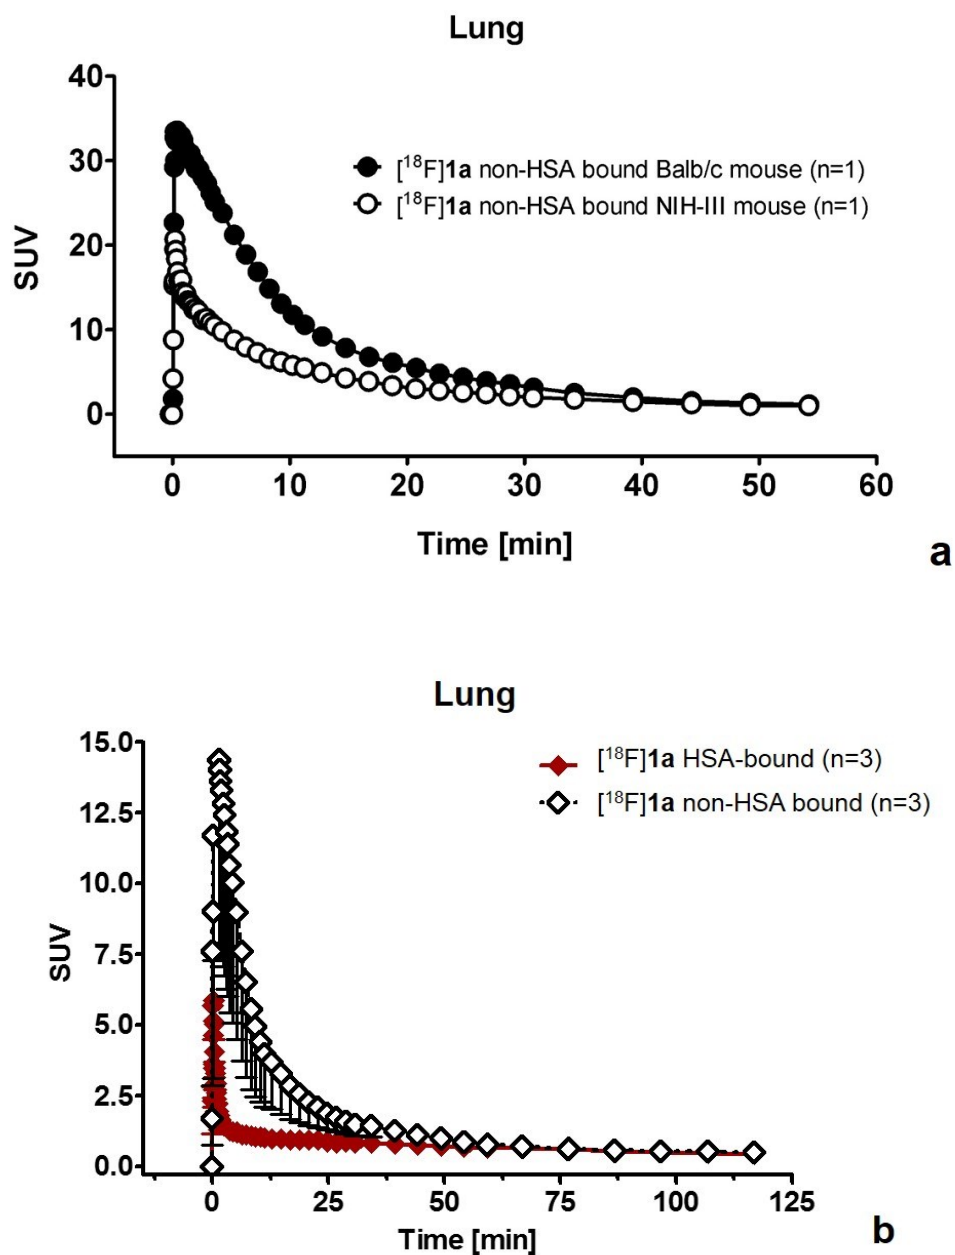 Lung
40
30
20
10
0
SUV
[¹⁸F]1a non-HSA bound Balb/c mouse (n=1)
[¹⁸F]1a non-HSA bound NIH-III mouse (n=1)
0 10 20 30 40 50 60
Time [min]
a
Lung
15.0
12.5
10.0
7.5
5.0
2.5
0.0
SUV
[¹⁸F]1a HSA-bound (n=3)
[¹⁸F]1a non-HSA bound (n=3)
0 25 50 75 100 125
Time [min]
b